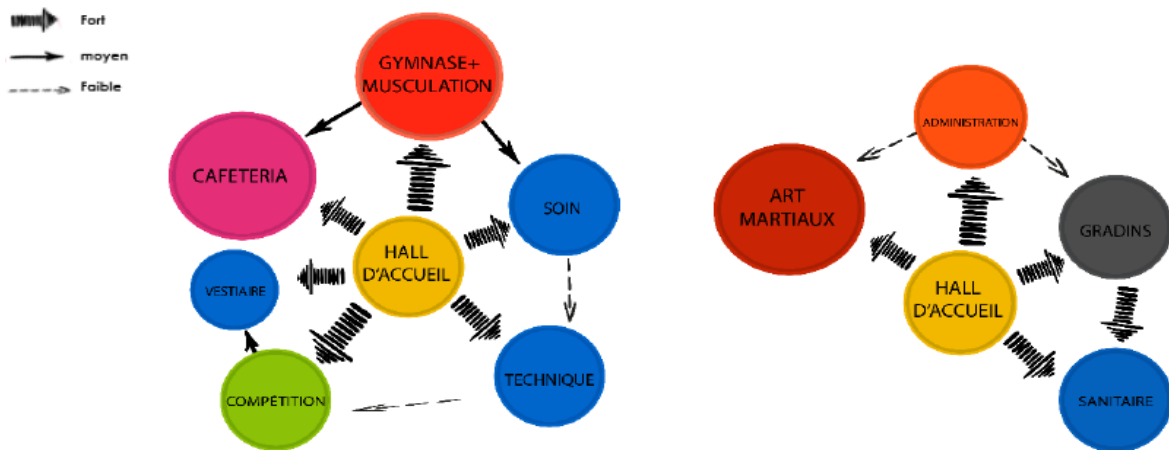 Fort
moyen
Faible
GYMNASE+
MUSCULATION
CAFETERIA
SOIN
HALL
D'ACCUEIL
VESTIAIRE
TECHNIQUE
COMPÉTITION
ADMINISTRATION
ART
MARTIAUX
GRADINS
HALL
D'ACCUEIL
SANITAIRE